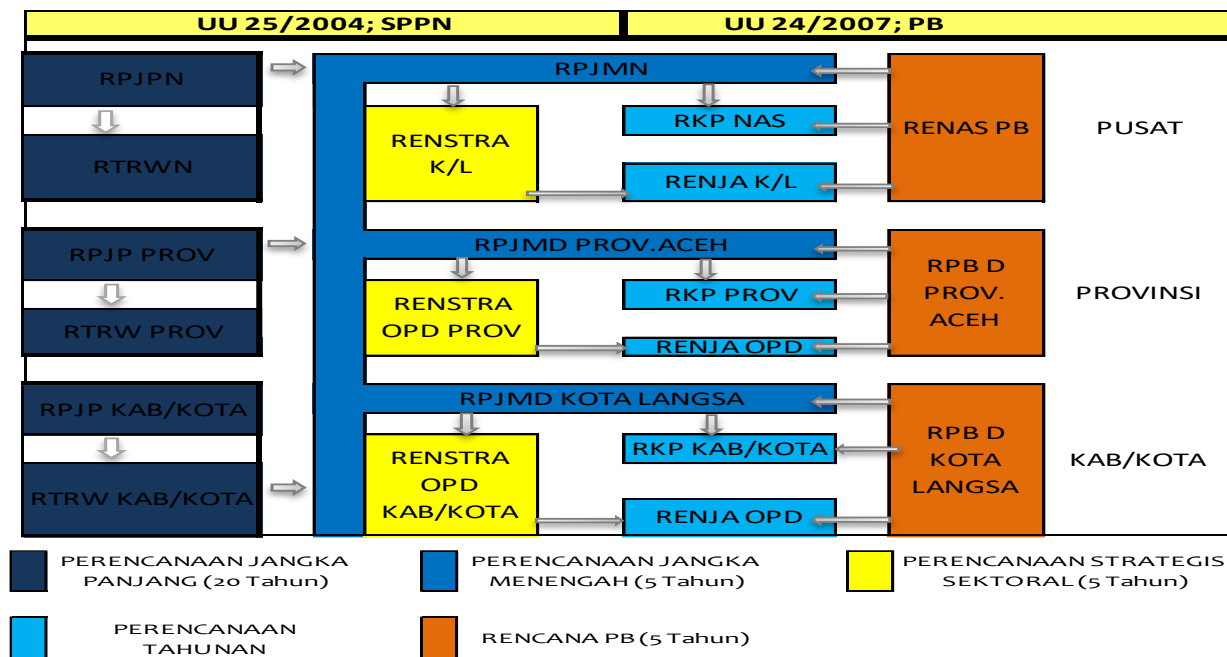 UU 25/2004; SPPN
UU 24/2007; PB
RPJPN
RTRWN
RPJMN
RENSTRA
K/L
RKP NAS
RENJA K/L
RENAS PB
PUSAT
RPJP PROV
RTRW PROV
RPJMD PROV.ACEH
RENSTRA
OPD PROV
RKP PROV
RENJA OPD
RPB D
PROV.
ACEH
PROVINSI
RPJP KAB/KOTA
RTRW KAB/KOTA
RPJMD KOTA LANGSA
RENSTRA
OPD
KAB/KOTA
RKP KAB/KOTA
RENJA OPD
RPB D
KOTA
LANGSA
KAB/KOTA
PERENCANAAN JANGKA
PANJANG (20 Tahun)
PERENCANAAN JANGKA
MENENGAH (5 Tahun)
PERENCANAAN STRATEGIS
SEKTORAL (5 Tahun)
PERENCANAAN
TAHUNAN
RENCANA PB (5 Tahun)